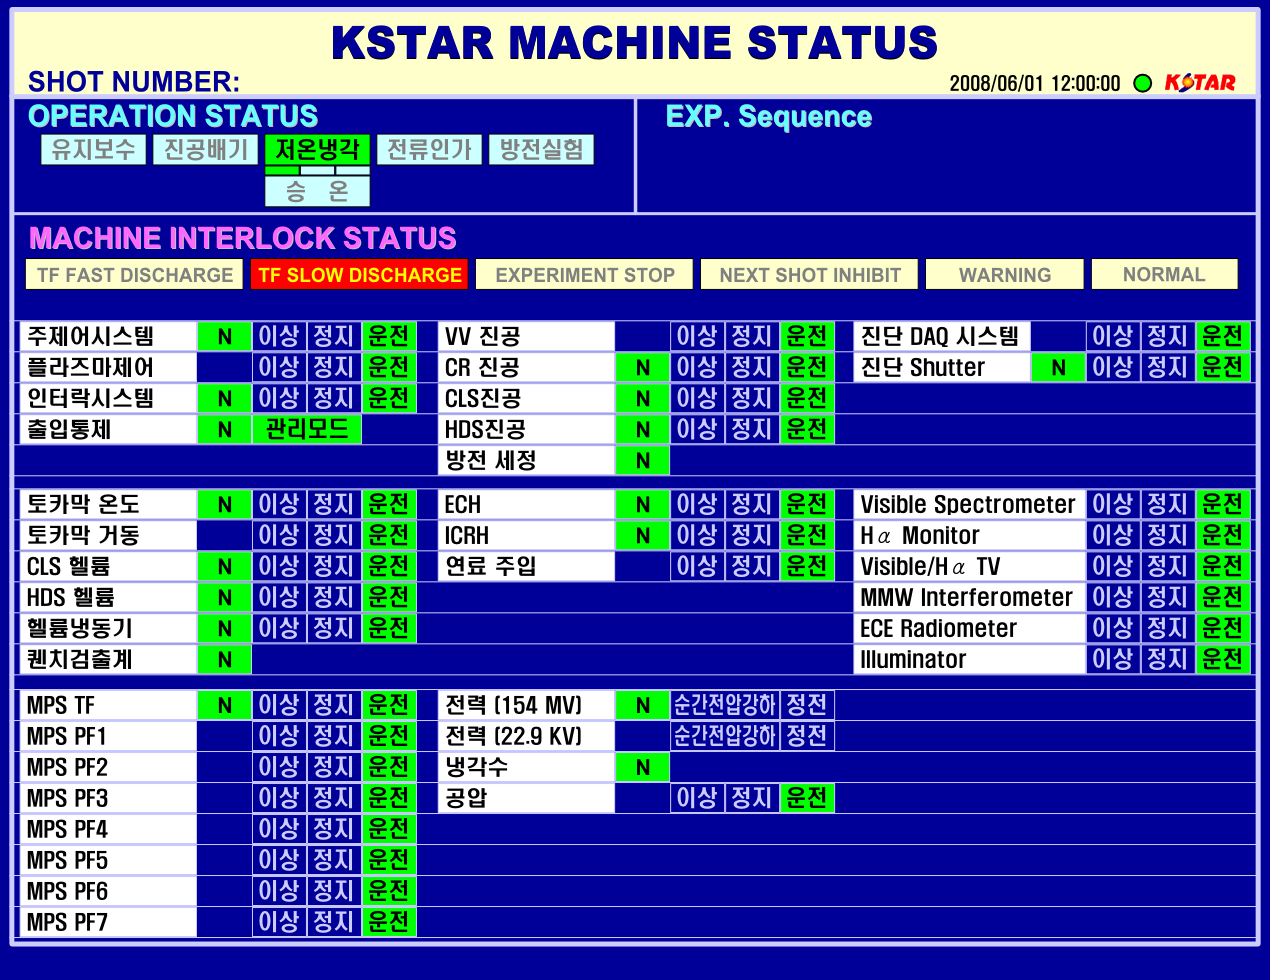 KSTAR MACHINE STATUS
SHOT NUMBER:
2008/06/01 12:00:00 KSTAR
OPERATION STATUS
EXP. Sequence
유지보수 진공배기 저온냉각 전류인가 방전실험
승 온
MACHINE INTERLOCK STATUS
TF FAST DISCHARGE TF SLOW DISCHARGE EXPERIMENT STOP NEXT SHOT INHIBIT WARNING NORMAL
주제어시스템 N 이상 정지 운전 VV 진공 이상 정지 운전 진단 DAQ 시스템 이상 정지 운전
플라즈마제어 이상 정지 운전 CR 진공 N 이상 정지 운전 진단 Shutter N 이상 정지 운전
인터락시스템 N 이상 정지 운전 CLS진공 N 이상 정지 운전
출입통제 N 관리모드 HDS진공 N 이상 정지 운전
방전 세정 N
토카막 온도 N 이상 정지 운전 ECH N 이상 정지 운전 Visible Spectrometer 이상 정지 운전
토카막 거동 이상 정지 운전 ICRH N 이상 정지 운전 Hα Monitor 이상 정지 운전
CLS 헬륨 N 이상 정지 운전 연료 주입 이상 정지 운전 Visible/Hα TV 이상 정지 운전
HDS 헬륨 N 이상 정지 운전 MMW Interferometer 이상 정지 운전
헬륨냉동기 N 이상 정지 운전 ECE Radiometer 이상 정지 운전
퀜치검출계 N Illuminator 이상 정지 운전
MPS TF N 이상 정지 운전 전력 (154 MV) N 순간전압강하 정전
MPS PF1 이상 정지 운전 전력 (22.9 KV) 순간전압강하 정전
MPS PF2 이상 정지 운전 냉각수 N
MPS PF3 이상 정지 운전 공압 이상 정지 운전
MPS PF4 이상 정지 운전
MPS PF5 이상 정지 운전
MPS PF6 이상 정지 운전
MPS PF7 이상 정지 운전